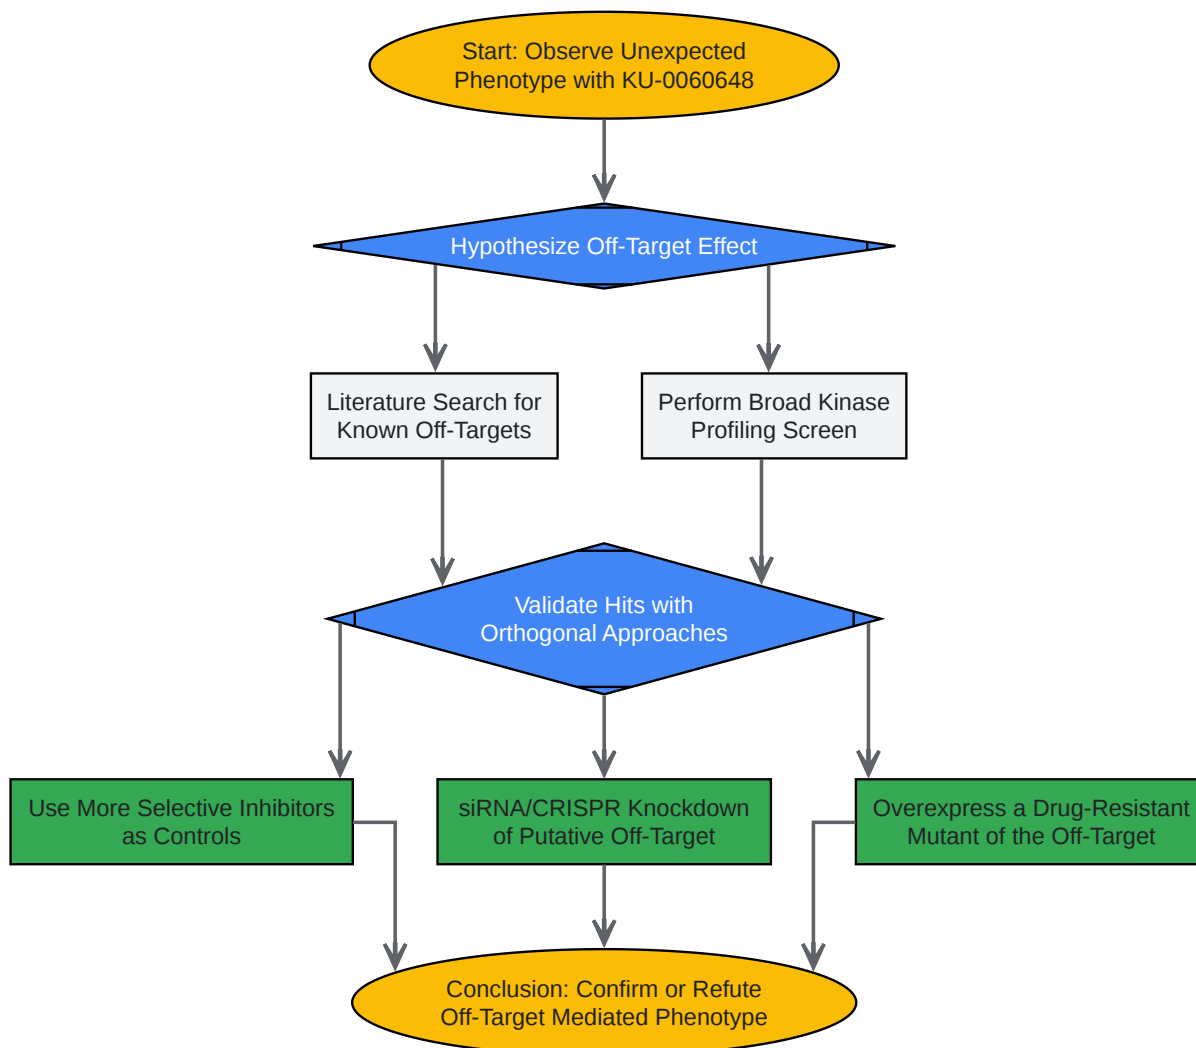 Start: Observe Unexpected
Phenotype with KU-0060648
Hypothesize Off-Target Effect
Literature Search for
Known Off-Targets
Perform Broad Kinase
Profiling Screen
Validate Hits with
Orthogonal Approaches
Use More Selective Inhibitors
as Controls
siRNA/CRISPR Knockdown
of Putative Off-Target
Overexpress a Drug-Resistant
Mutant of the Off-Target
Conclusion: Confirm or Refute
Off-Target Mediated Phenotype